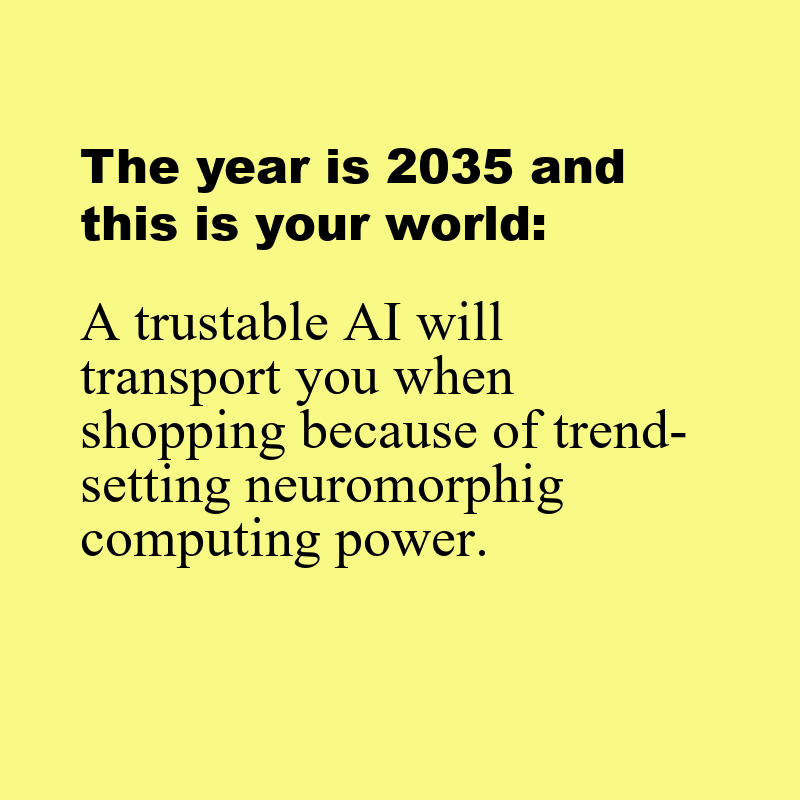 The year is 2035 and
this is your world:
A trustable AI will
transport you when
shopping because of trend-
setting neuromorphig
computing power.